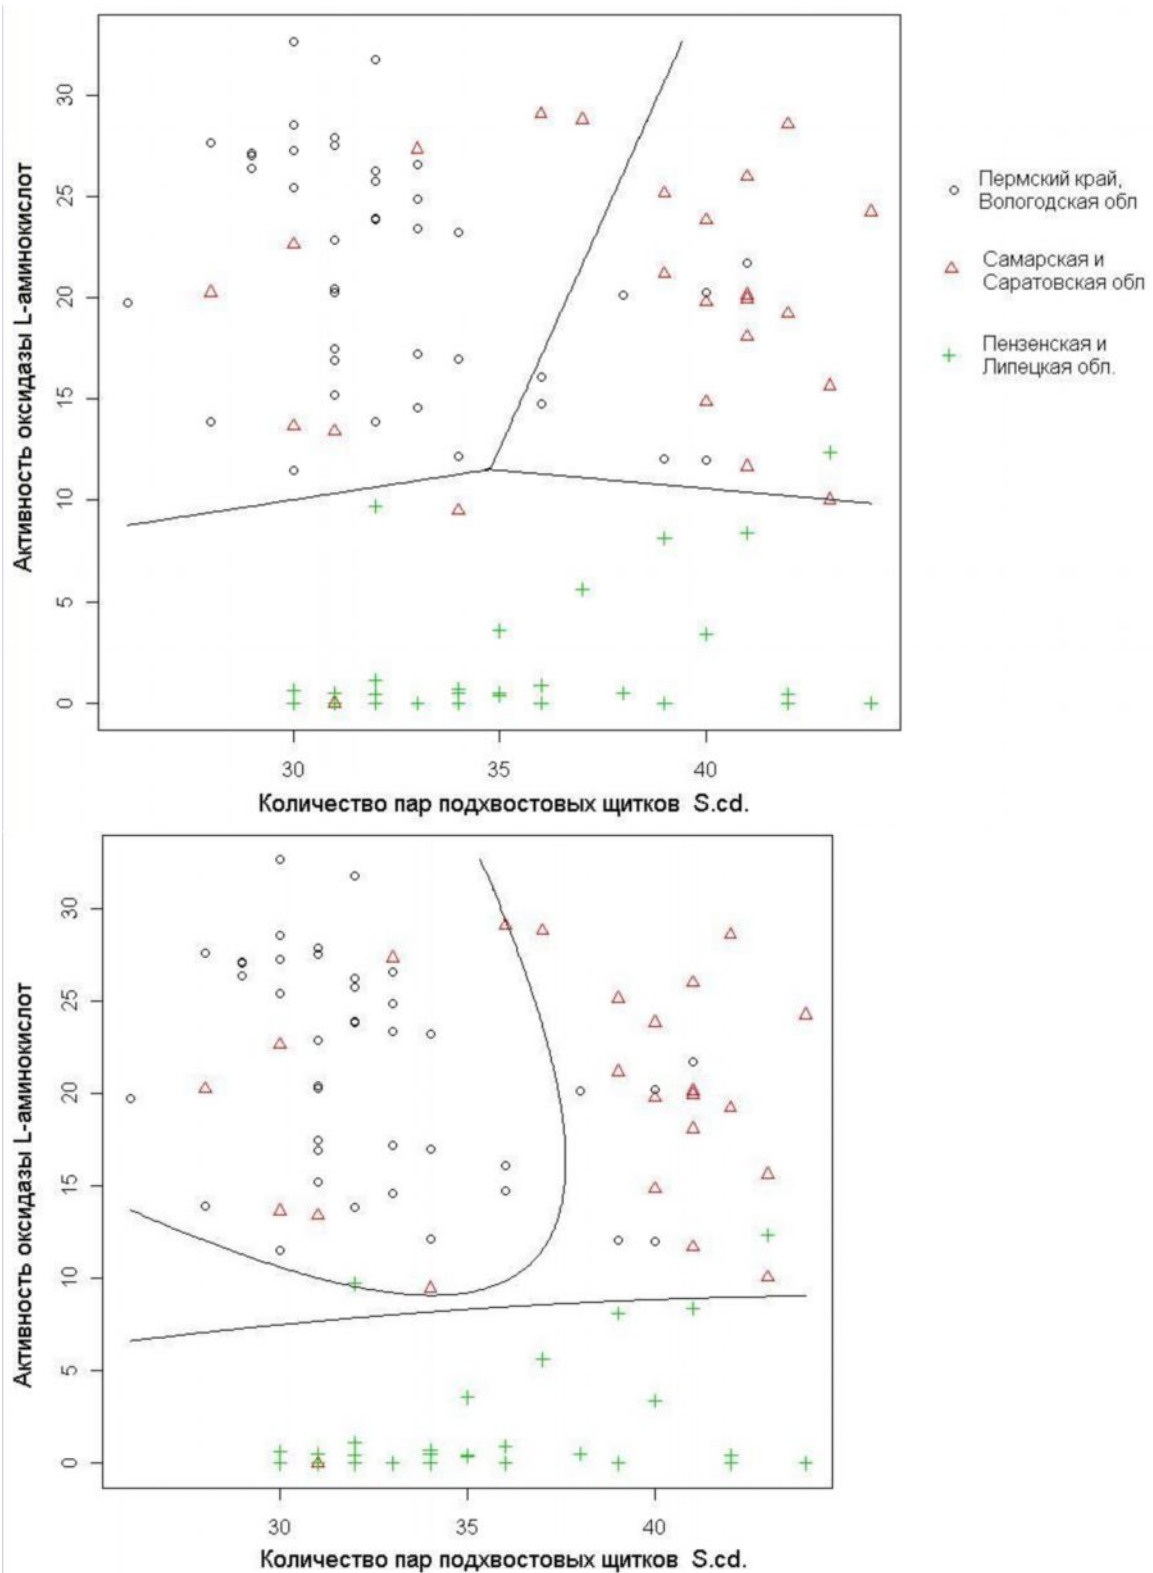 30
25
20
15
10
5
0
Активность оксидазы L-аминокислот
30
35
40
Количество пар подхвостовых щитков S.cd.
Пермский край,
Вологодская обл
Самарская и
Саратовская обл
Пензенская и
Липецкая обл.
30
25
20
15
10
5
0
Активность оксидазы L-аминокислот
30
35
40
Количество пар подхвостовых щитков S.cd.